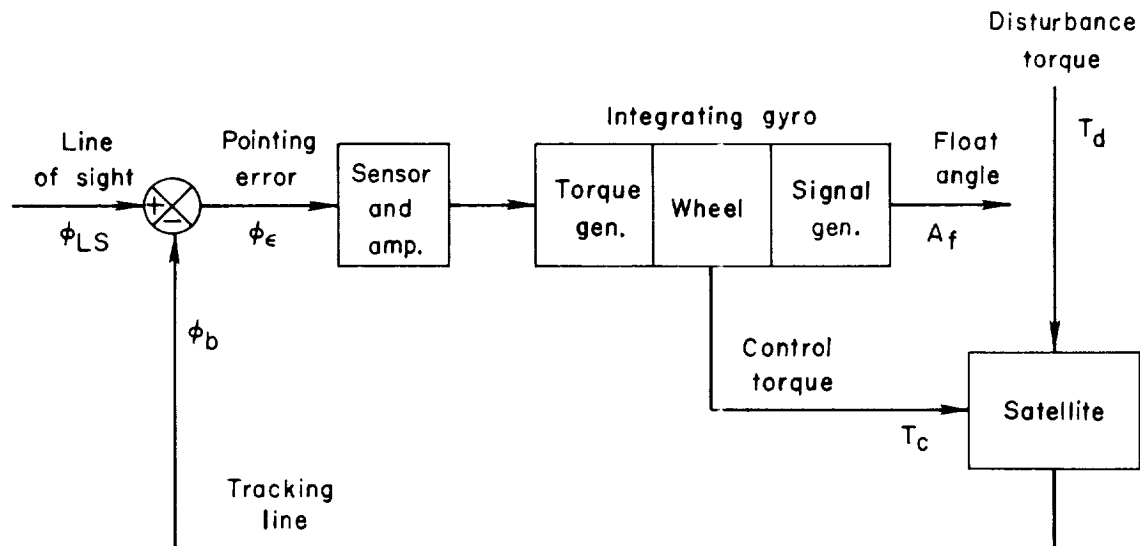 Disturbance
torque
T_d
Integrating gyro
Line
of sight
ϕ_LS
+
−
Pointing
error
ϕ_ϵ
Sensor
and
amp.
Torque
gen.
Wheel
Signal
gen.
Float
angle
A_f
ϕ_b
Control
torque
T_c
Satellite
Tracking
line